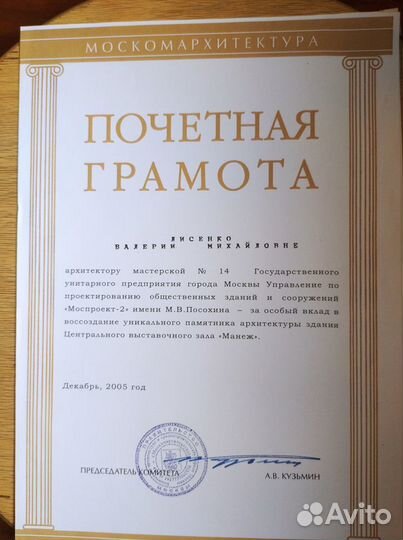 МОСКОМАРХИТЕКТУРА
ПОЧЕТНАЯ
ГРАМОТА
ЛИСЕНКО
ВАЛЕРИИ МИХАЙЛОВНЕ
архитектору мастерской № 14 Государственного
унитарного предприятия города Москвы Управление по
проектированию общественных зданий и сооружений
«Моспроект-2» имени М.В.Посохина – за особый вклад в
воссоздание уникального памятника архитектуры здания
Центрального выставочного зала «Манеж».
Декабрь, 2005 год
ПРЕДСЕДАТЕЛЬ КОМИТЕТА
А.В. КУЗЬМИН
Avito